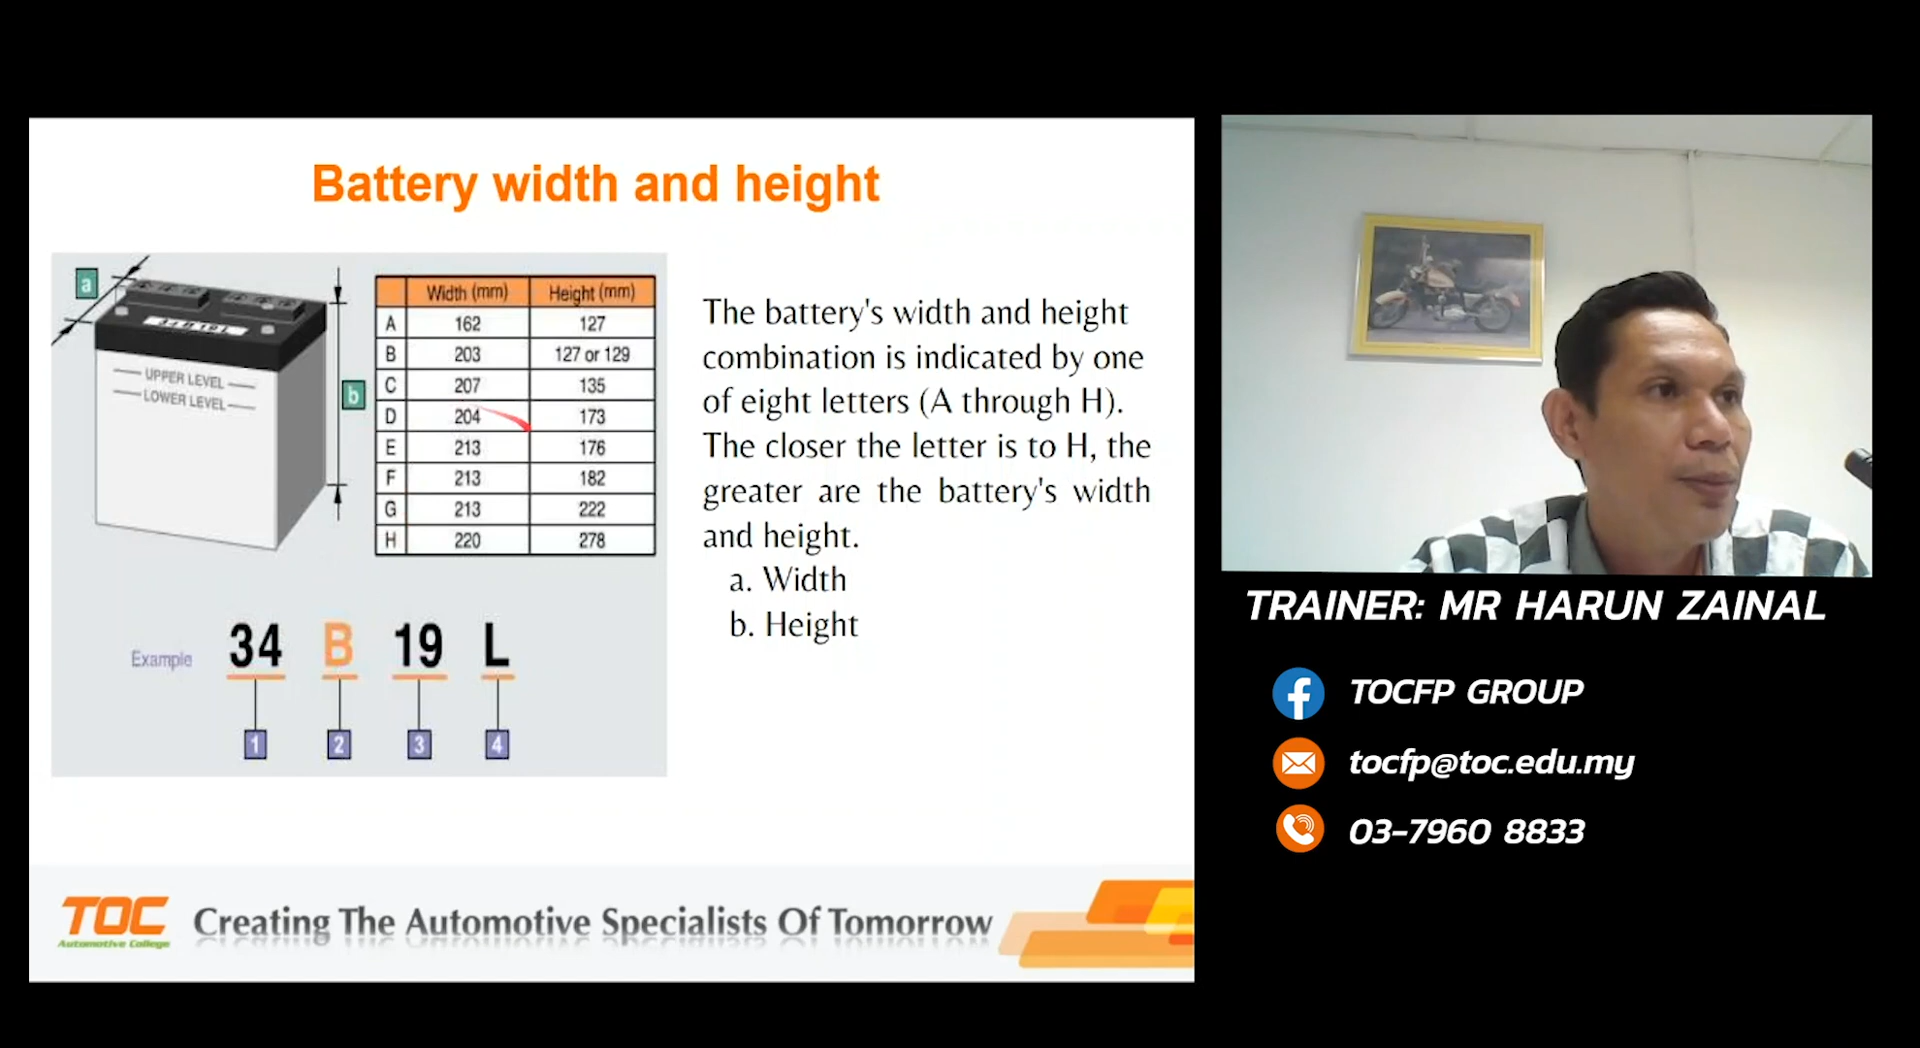 Battery width and height
a
b
34B19L
UPPER LEVEL
LOWER LEVEL
Width (mm) Height (mm)
A 162 127
B 203 127 or 129
C 207 135
D 204 173
E 213 176
F 213 182
G 213 222
H 220 278
Example 34 B 19 L
1 2 3 4
The battery's width and height
combination is indicated by one
of eight letters (A through H).
The closer the letter is to H, the
greater are the battery's width
and height.
a. Width
b. Height
TOC
Automotive College
Creating The Automotive Specialists Of Tomorrow
TRAINER: MR HARUN ZAINAL
TOCFP GROUP
tocfp@toc.edu.my
03-7960 8833